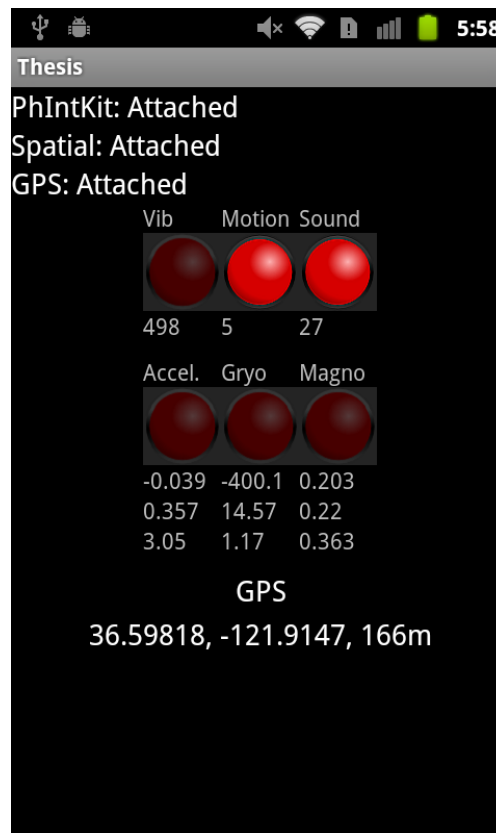 5:58
Thesis
PhIntKit: Attached
Spatial: Attached
GPS: Attached
Vib Motion Sound
498 5 27
Accel. Gryo Magno
-0.039 -400.1 0.203
0.357 14.57 0.22
3.05 1.17 0.363
GPS
36.59818, -121.9147, 166m